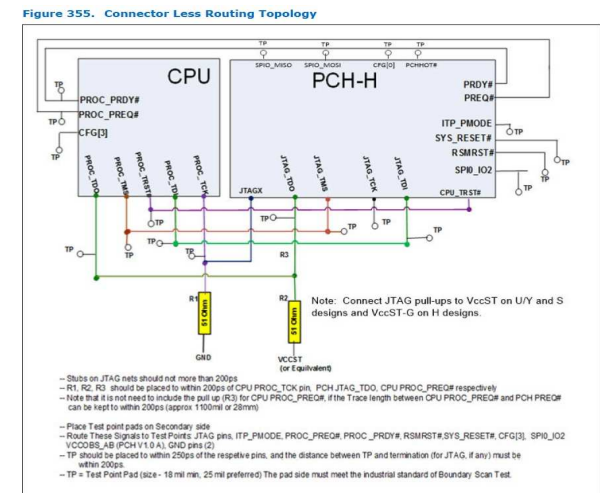 Figure 355. Connector Less Routing Topology
TP TP TP TP
SPI0_MISO SPI0_MOSI CFG[0] PCHHOT#
CPU
PCH-H
TP
PRDY#
PREQ#
PROC_PRDY#
PROC_PREQ#
TP
CFG[3]
TP
ITP_PMODE
TP
SYS_RESET#
RSMRST#
TP
SPI0_IO2
TP
TP
CPU_TRST#
PROC_TDO
PROC_TMS
PROC_TRST#
PROC_TDI
PROC_TCK
JTAGX
JTAG_TDO
JTAG_TMS
JTAG_TCK
JTAG_TDI
TP
TP
TP
TP
TP
TP
TP
TP
TP
R3
R1
51 Ohm
GND
R2
51 Ohm
VCCST
(or Equilvalent)
Note: Connect JTAG pull-ups to VccST on U/Y and S
designs and VccST-G on H designs.
-- Stubs on JTAG nets should not more than 200ps
-- R1, R2, R3 should be placed to within 200ps of CPU PROC_TCK pin, PCH JTAG_TDO, CPU PROC_PREQ# respectively
-- Note that it is not need to include the pull up (R3) for CPU PROC_PREQ#, if the Trace length between CPU PROC_PREQ# and PCH PREQ#
can be kept to within 200ps (approx 1100mil or 28mm)
-- Place Test point pads on Secondary side
-- Route These Signals to Test Points: JTAG pins, ITP_PMODE, PROC_PREQ#, PROC _PRDY#, RSMRST#,SYS_RESET#, CFG[3], SPI0_IO2
VCCOBS_AB (PCH V1.0 A), GND pins (2)
-- TP should be placed to within 250ps of the respetive pins, and the distance between TP and termination (for JTAG, if any) must be
within 200ps.
-- TP = Test Point Pad (size - 18 mil min, 25 mil preferred) The pad side must meet the industrial standard of Boundary Scan Test.